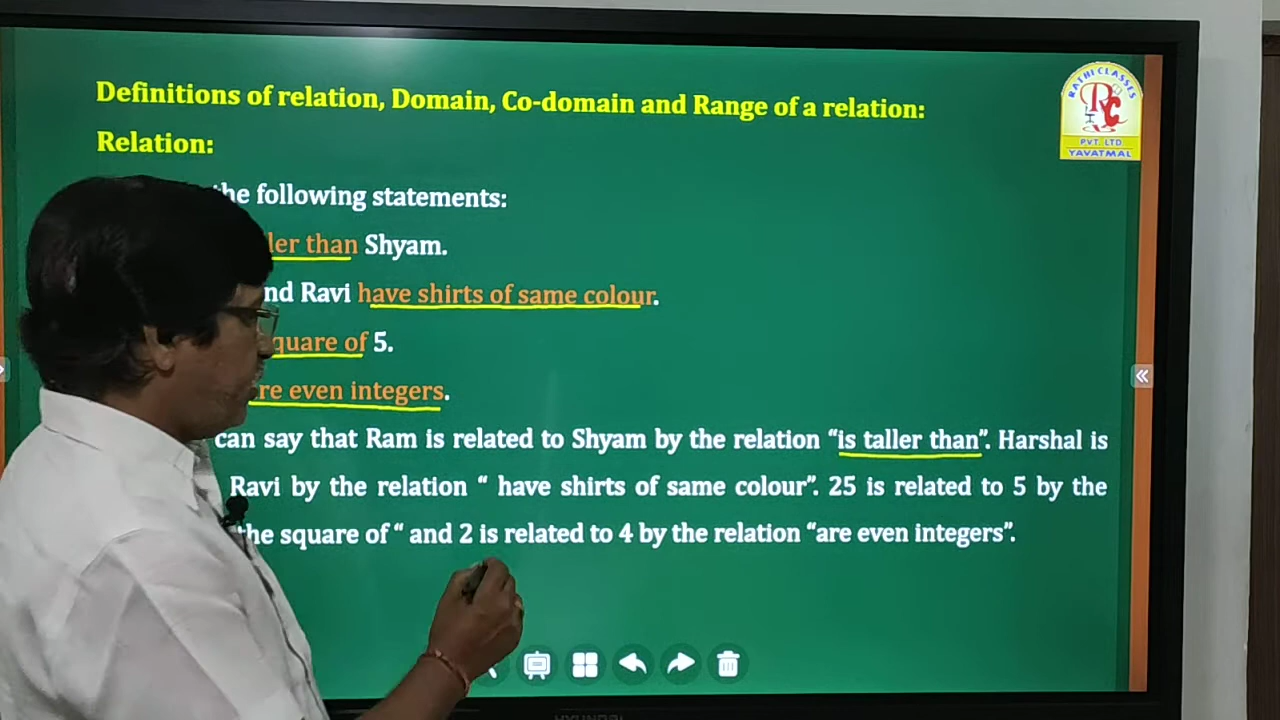 Definitions of relation, Domain, Co-domain and Range of a relation:
Relation:
the following statements:
ler than Shyam.
nd Ravi have shirts of same colour.
quare of 5.
re even integers.
can say that Ram is related to Shyam by the relation “is taller than”. Harshal is
Ravi by the relation “ have shirts of same colour”. 25 is related to 5 by the
the square of “ and 2 is related to 4 by the relation “are even integers”.
RATHI CLASSES
PVT. LTD
YAVATMAL
HYUNDAI